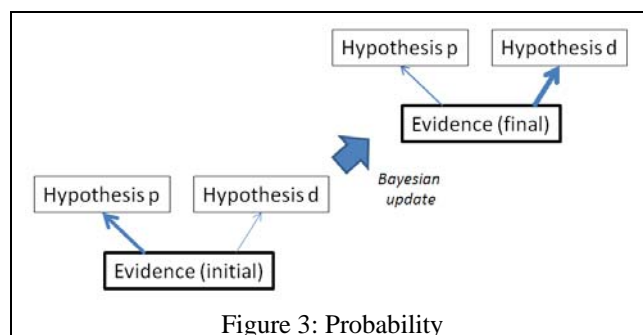 Hypothesis p
Hypothesis d
Evidence (final)
Bayesian
update
Hypothesis p
Hypothesis d
Evidence (initial)
Figure 3: Probability